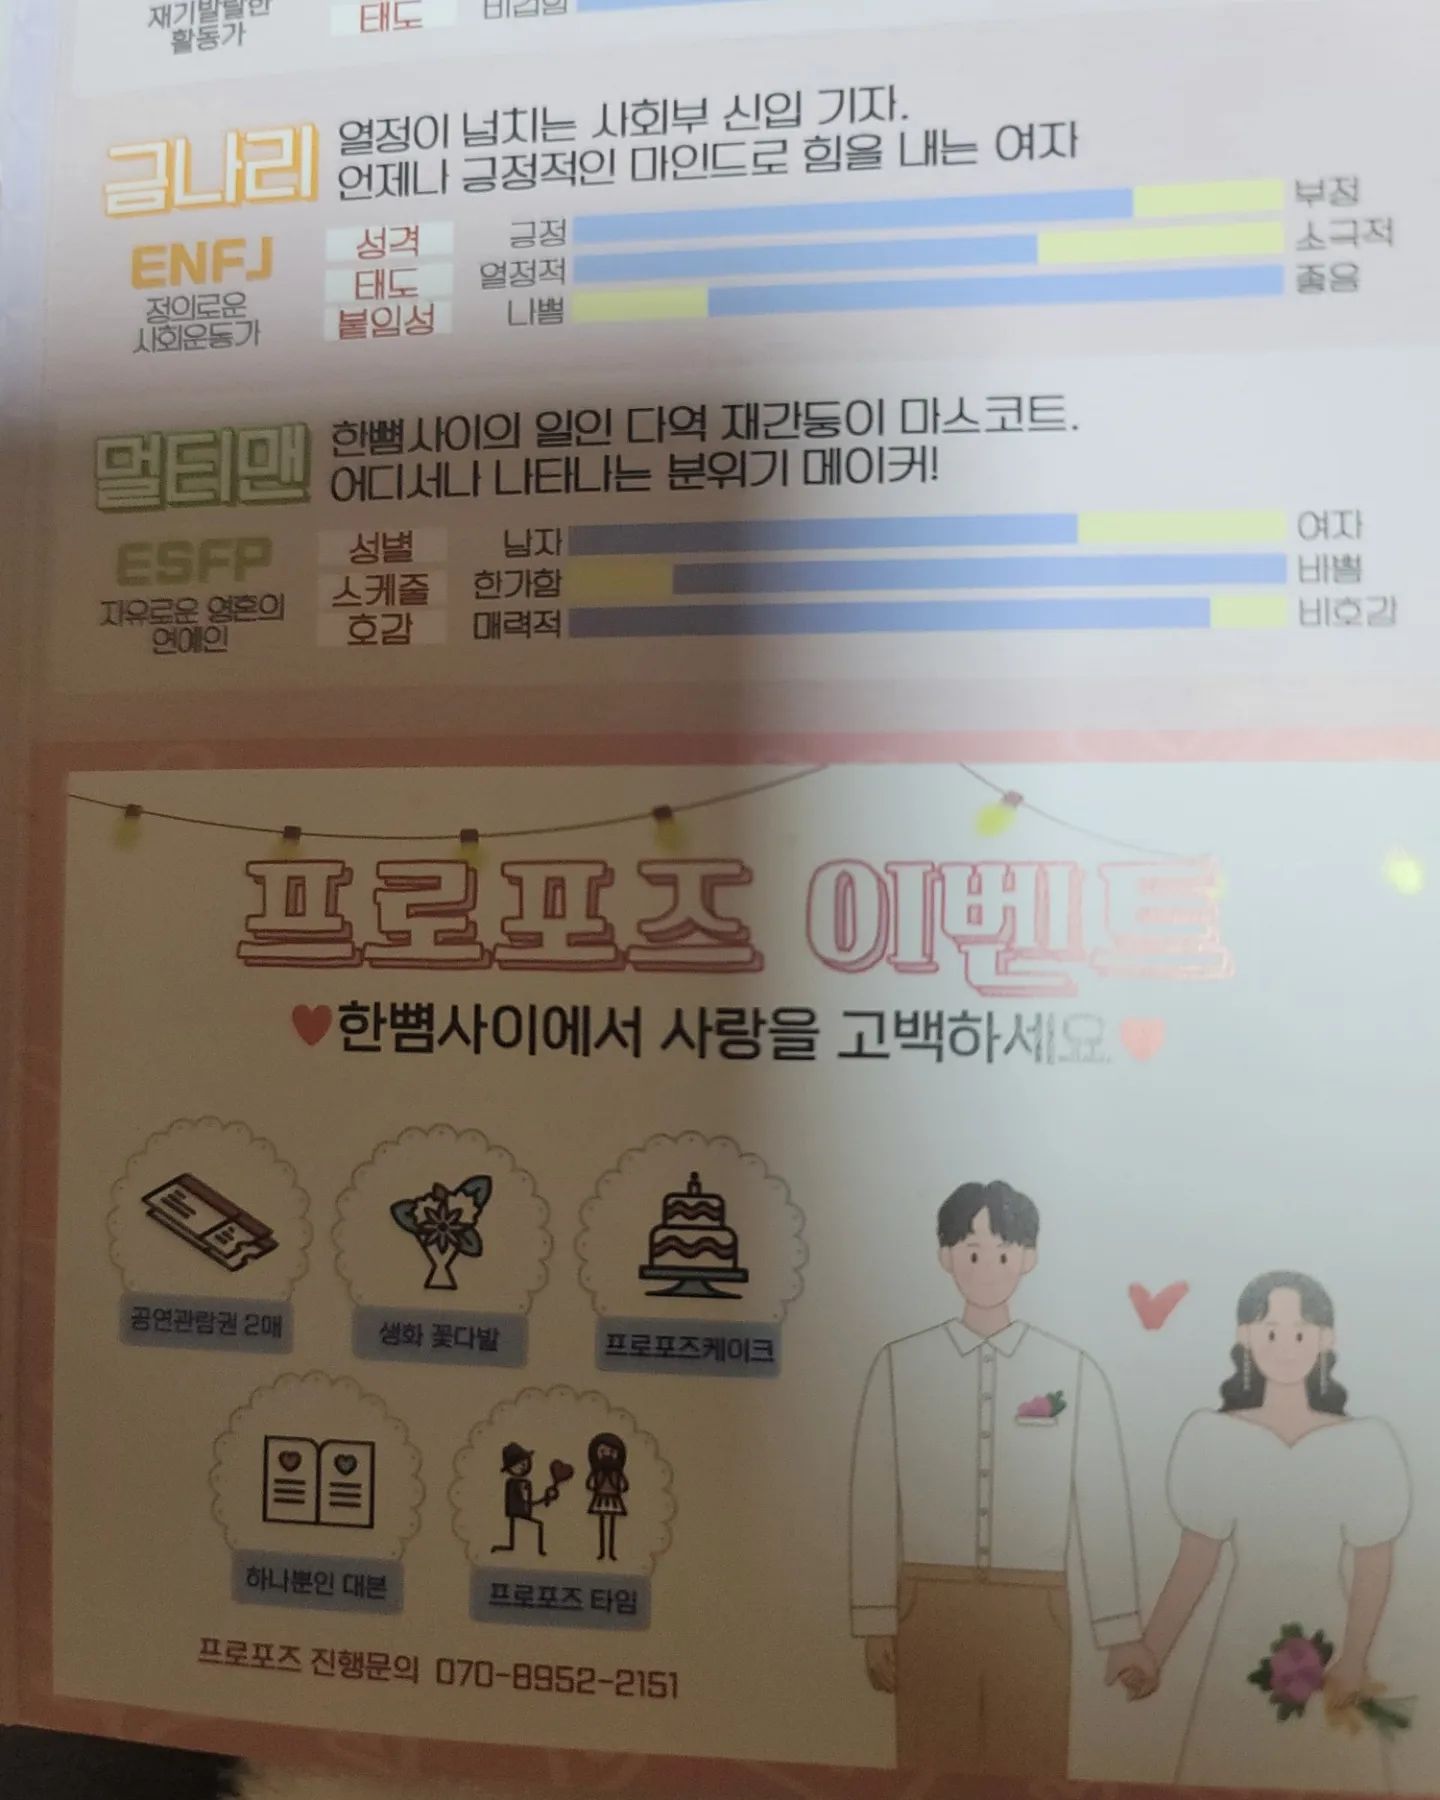 재기발랄한
활동가
태도
비겁함
금나리
열정이 넘치는 사회부 신입 기자.
언제나 긍정적인 마인드로 힘을 내는 여자
ENFJ
정의로운
사회운동가
성격 긍정 부정
태도 열정적 소극적
붙임성 나쁨 좋음
멀티맨
한뼘사이의 일인 다역 재간둥이 마스코트.
어디서나 나타나는 분위기 메이커!
ESFP
자유로운 영혼의
연예인
성별 남자 여자
스케줄 한가함 바쁨
호감 매력적 비호감
프로포즈 이벤트
한뼘사이에서 사랑을 고백하세요
공연관람권 2매
생화 꽃다발
프로포즈케이크
하나뿐인 대본
프로포즈 타임
프로포즈 진행문의 070-8952-2151